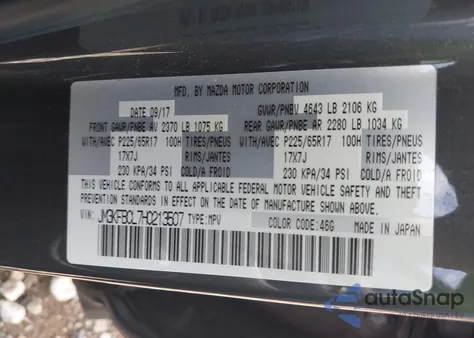 MFD. BY MAZDA MOTOR CORPORATION
DATE 09/17 GVWR/PNBV 4643 LB 2106 KG
FRONT GAWR/PNBE AV 2370 LB 1075 KG REAR GAWR/PNBE AR 2280 LB 1034 KG
WITH/AVEC P225/65R17 100H TIRES/PNEUS WITH/AVEC P225/65R17 100H TIRES/PNEUS
17X7J RIMS/JANTES 17X7J RIMS/JANTES
230 KPA/34 PSI 230 KPA/34 PSI
THIS VEHICLE CONFORMS TO ALL APPLICABLE FEDERAL MOTOR VEHICLE SAFETY AND THEFT
PREVENTION STANDARDS IN EFFECT ON THE DATE OF MANUFACTURE SHOWN ABOVE.
JM3KFBCL7H0213507 TYPE:MPV COLOR CODE:46G MADE IN JAPAN
autoSnap